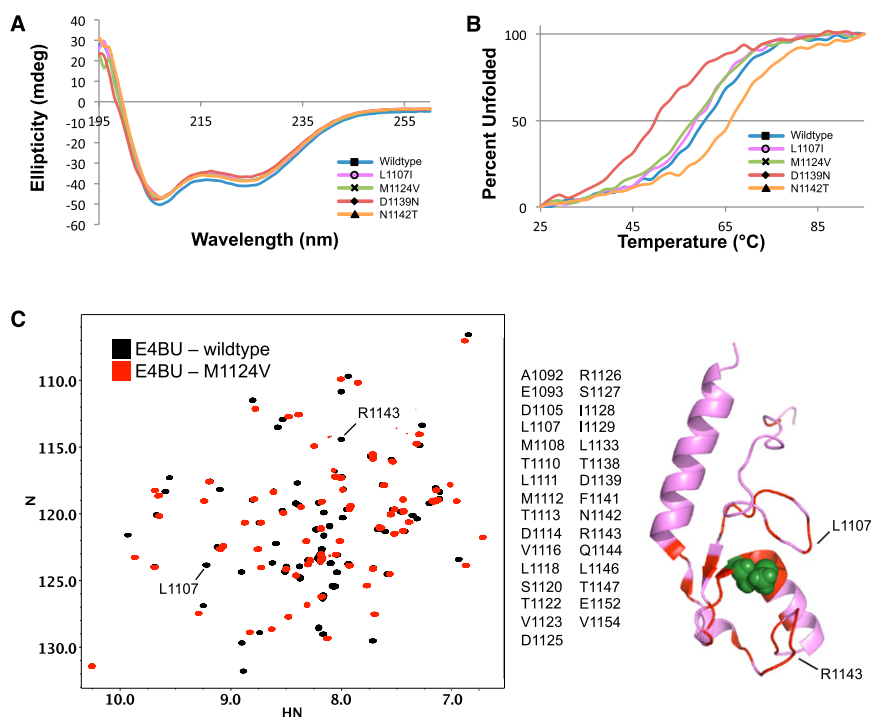 A
Ellipticity (mdeg)
40
30
20
10
0
-10
-20
-30
-40
-50
-60
195
215
235
255
Wavelength (nm)
Wildtype
L1107I
M1124V
D1139N
N1142T
B
Percent Unfolded
100
50
0
25
45
65
85
Temperature (°C)
Wildtype
L1107I
M1124V
D1139N
N1142T
C
E4BU – wildtype
E4BU – M1124V
N
110.0
115.0
120.0
125.0
130.0
R1143
L1107
10.0
9.0
8.0
7.0
HN
A1092 R1126
E1093 S1127
D1105 I1128
L1107 I1129
M1108 L1133
T1110 T1138
L1111 D1139
M1112 F1141
T1113 N1142
D1114 R1143
V1116 Q1144
L1118 L1146
S1120 T1147
T1122 E1152
V1123 V1154
D1125
L1107
R1143